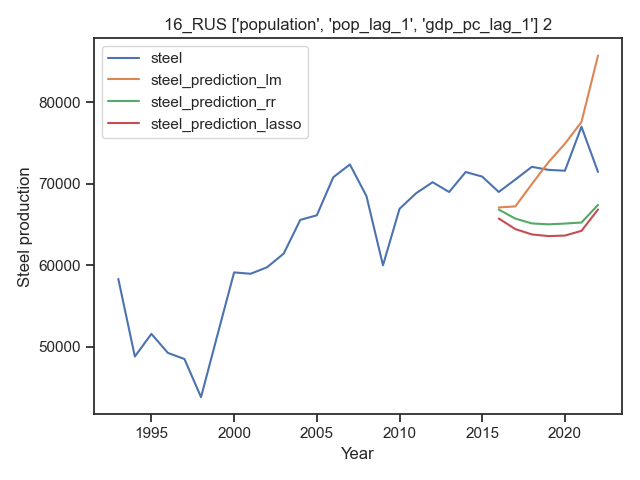 16_RUS ['population', 'pop_lag_1', 'gdp_pc_lag_1'] 2
steel
steel_prediction_lm
steel_prediction_rr
steel_prediction_lasso
Steel production
80000
70000
60000
50000
1995 2000 2005 2010 2015 2020
Year